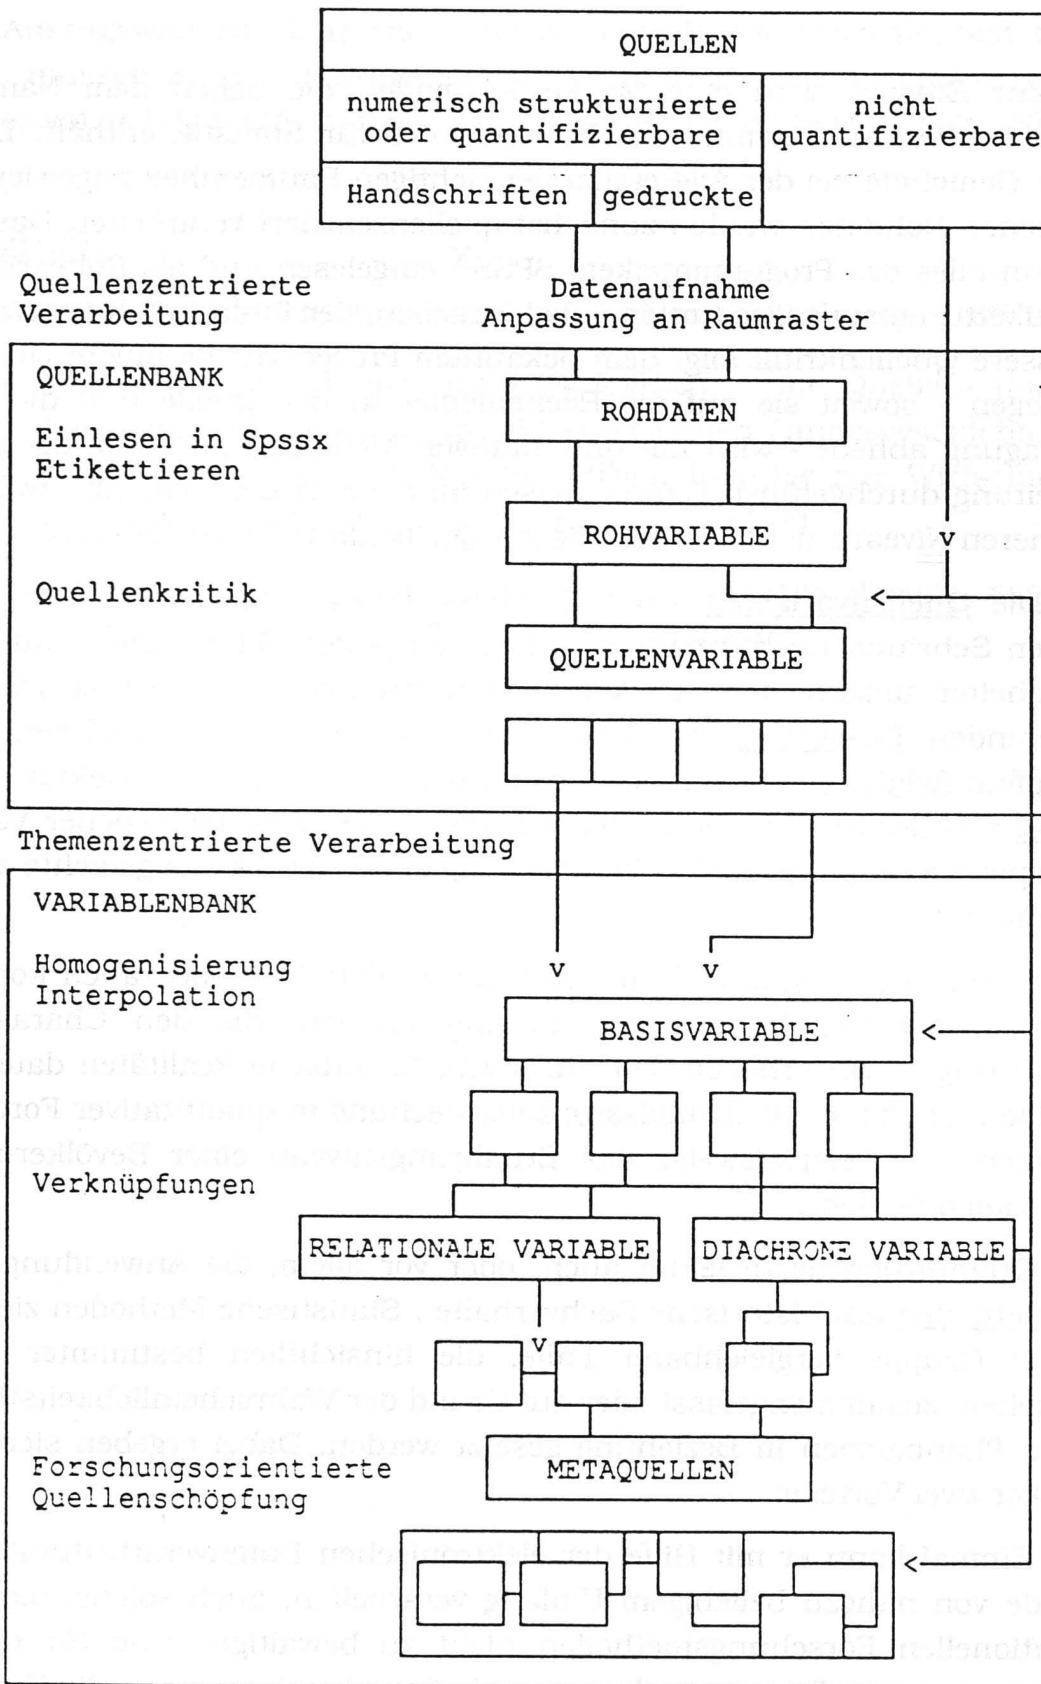 QUELLEN
numerisch strukturierte
oder quantifizierbare
nicht
quantifizierbare
Handschriften
gedruckte
Quellenzentrierte
Verarbeitung
Datenaufnahme
Anpassung an Raumraster
QUELLENBANK
ROHDATEN
Einlesen in Spssx
Etikettieren
ROHVARIABLE
v
Quellenkritik
QUELLENVARIABLE
Themenzentrierte Verarbeitung
VARIABLENBANK
Homogenisierung
Interpolation
v v
BASISVARIABLE
Verknüpfungen
RELATIONALE VARIABLE
DIACHRONE VARIABLE
v
METAQUELLEN
Forschungsorientierte
Quellenschöpfung